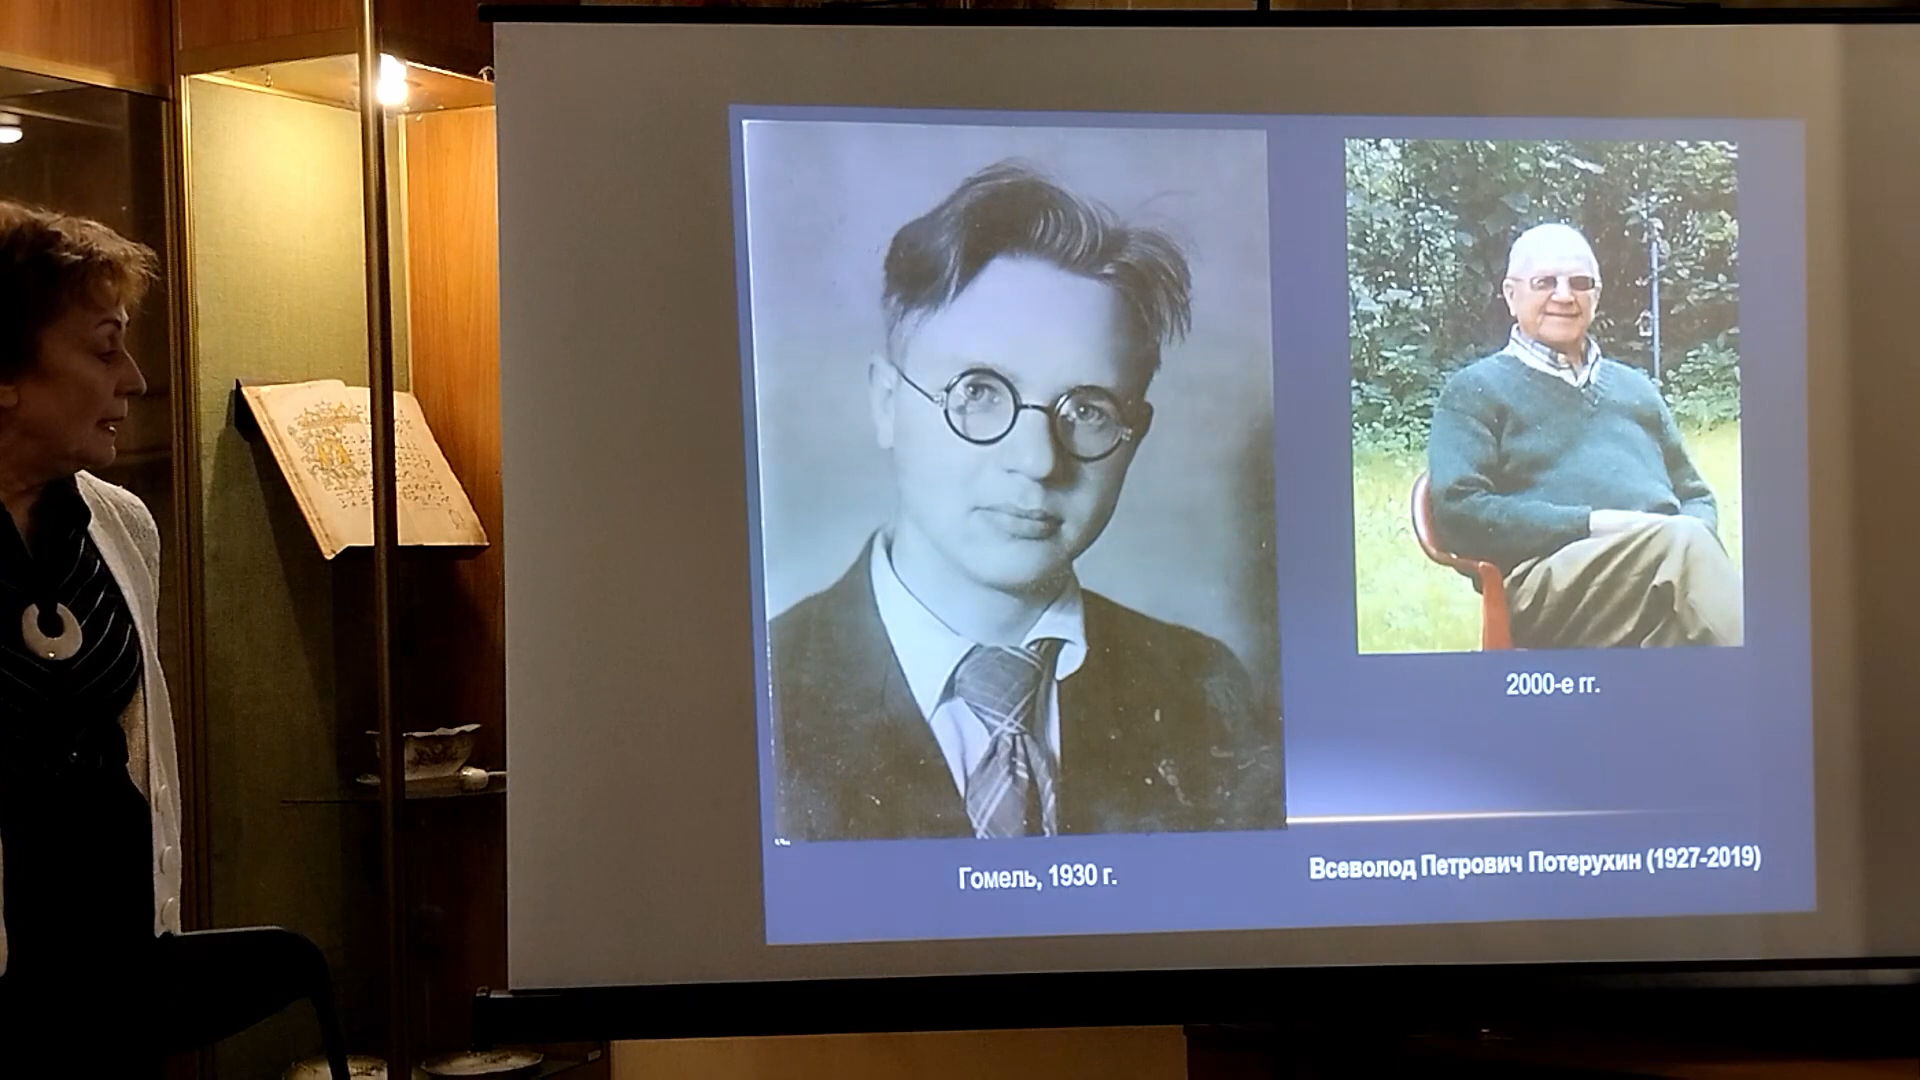 Гомель, 1930 г.
2000-е гг.
Всеволод Петрович Потерухин (1927-2019)